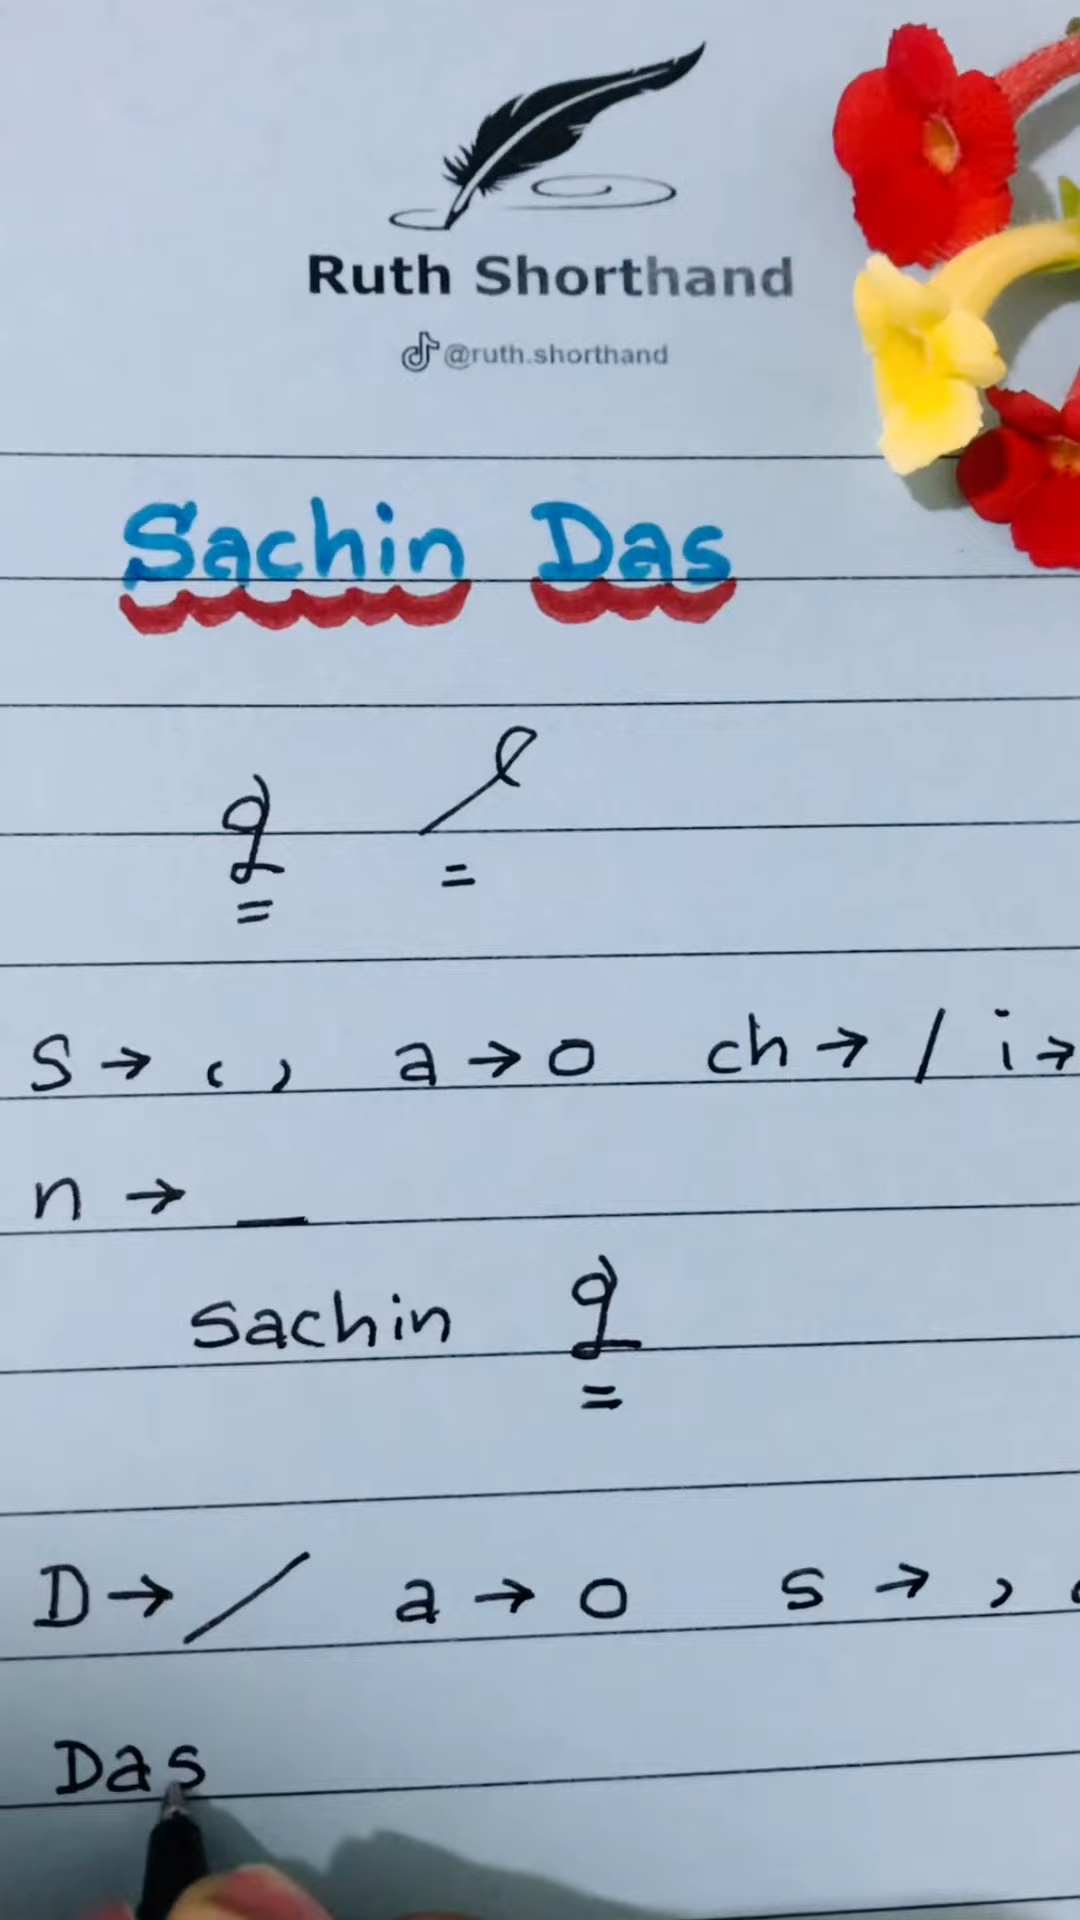 Ruth Shorthand
@ruth.shorthand
Sachin Das
= =
S → ( ) a → o ch → / i →
n → —
Sachin
=
D → / a → o s → ) (
Das